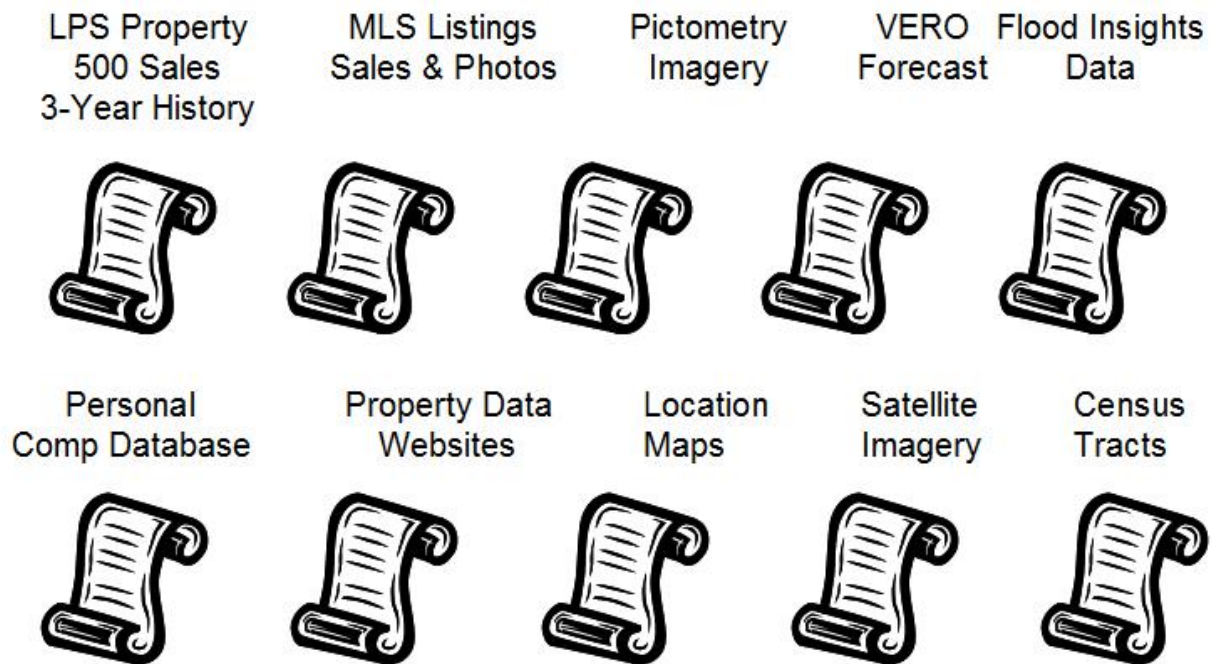 LPS Property
500 Sales
3-Year History
MLS Listings
Sales & Photos
Pictometry
Imagery
VERO
Forecast
Flood Insights
Data
Personal
Comp Database
Property Data
Websites
Location
Maps
Satellite
Imagery
Census
Tracts